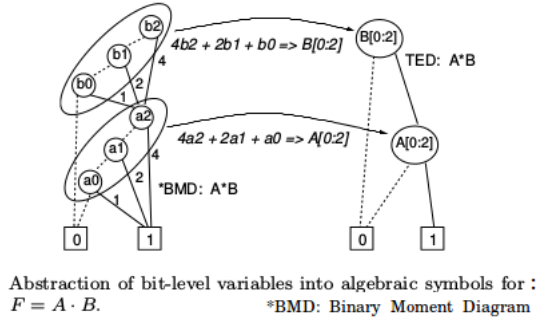 b2
B[0:2]
4b2 + 2b1 + b0 => B[0:2]
b1
4
TED: A*B
b0
2
1
a2
4a2 + 2a1 + a0 => A[0:2]
A[0:2]
a1
4
a0
2
*BMD: A*B
1
0
1
0
1
Abstraction of bit-level variables into algebraic symbols for :
F = A · B. *BMD: Binary Moment Diagram